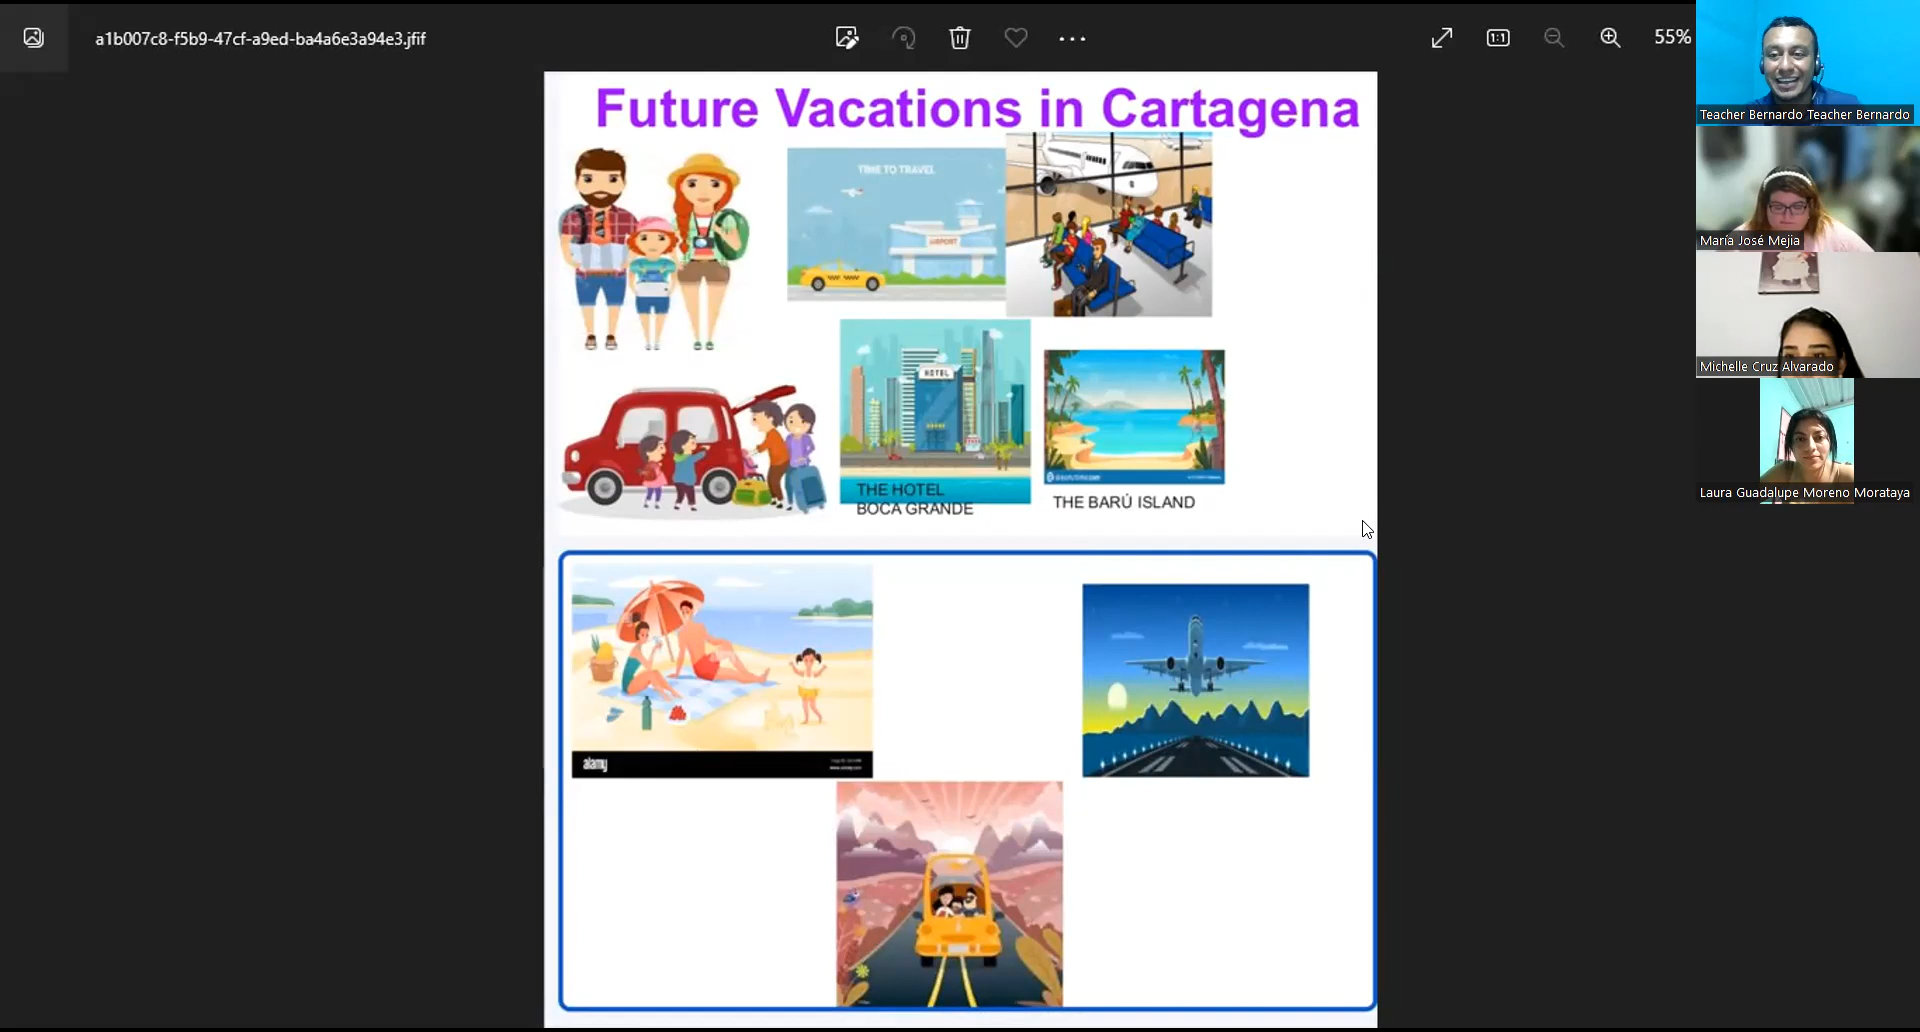 a1b007c8-f5b9-47cf-a9ed-ba4a6e3a94e3.jfif
55%
Future Vacations in Cartagena
TIME TO TRAVEL
AIRPORT
HOTEL
THE HOTEL
BOCA GRANDE
THE BARÚ ISLAND
alamy
Teacher Bernardo Teacher Bernardo
María José Mejia
Michelle Cruz Alvarado
Laura Guadalupe Moreno Morataya